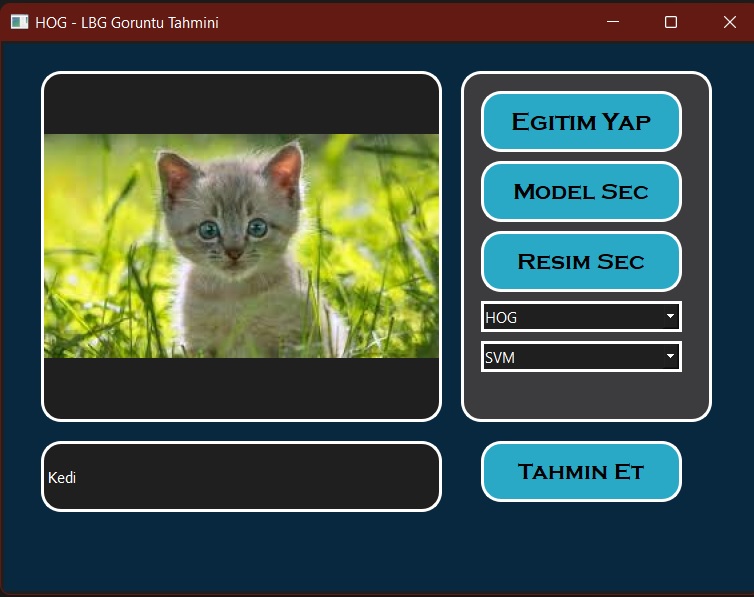 HOG - LBG Goruntu Tahmini
EGITIM YAP
MODEL SEC
RESIM SEC
HOG
SVM
Kedi
TAHMIN ET